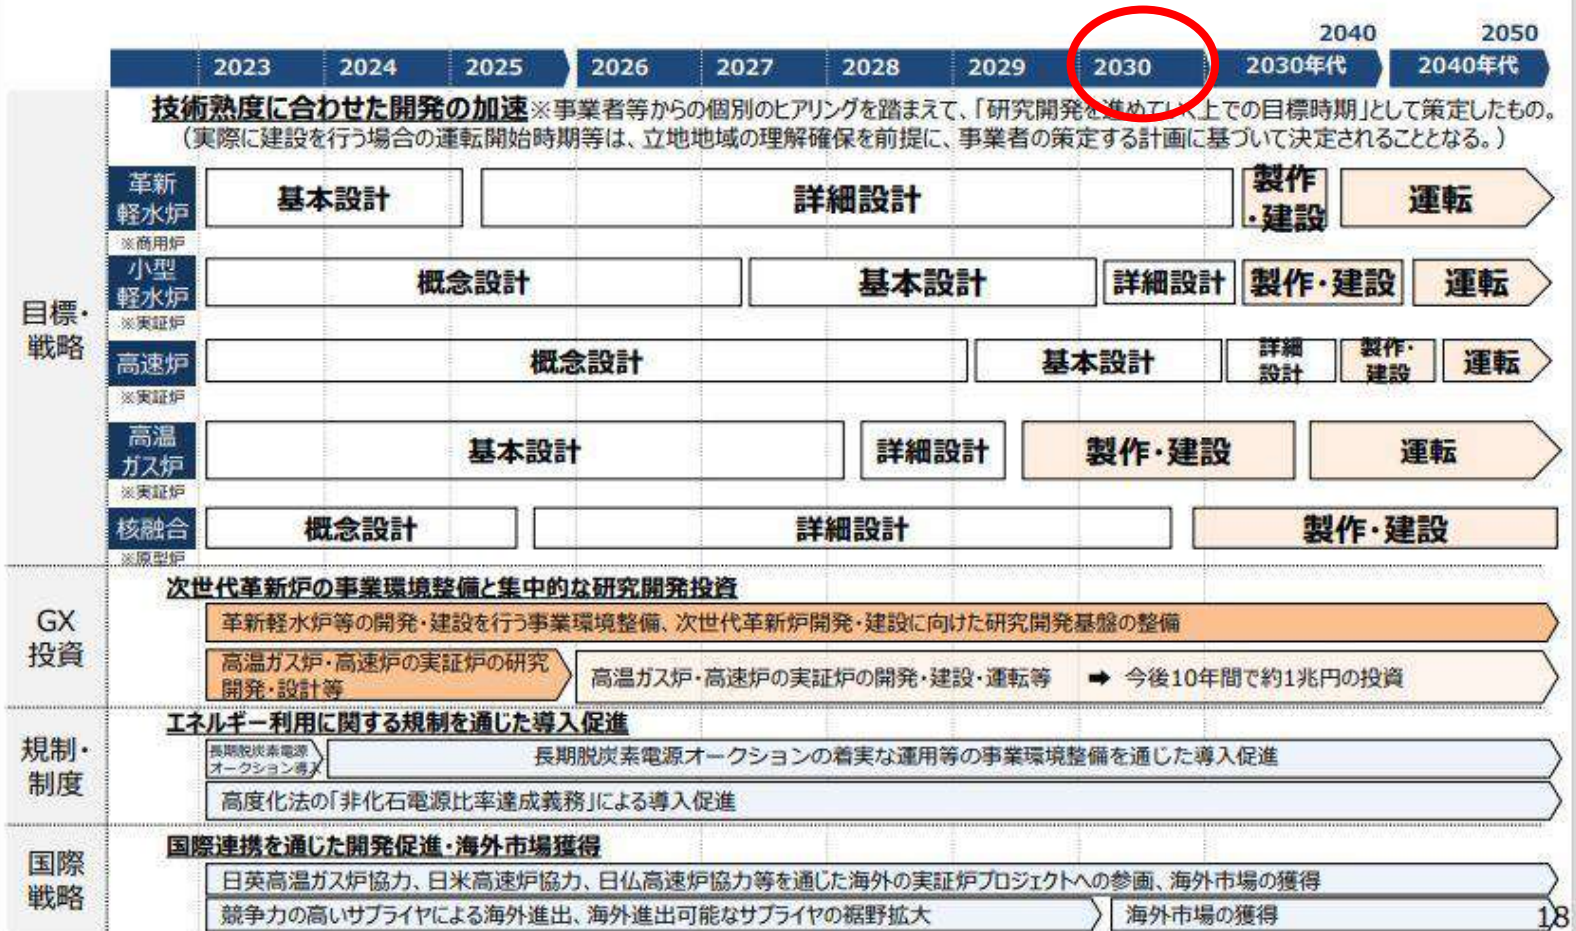 2040 2050
2023 2024 2025 2026 2027 2028 2029 2030 2030年代 2040年代
目標・
戦略
技術熟度に合わせた開発の加速※事業者等からの個別のヒアリングを踏まえて、「研究開発を進めていく上での目標時期」として策定したもの。
(実際に建設を行う場合の運転開始時期等は、立地地域の理解確保を前提に、事業者の策定する計画に基づいて決定されることとなる。)
革新
軽水炉
※商用炉
基本設計 詳細設計 製作
・建設 運転
小型
軽水炉
※実証炉
概念設計 基本設計 詳細設計 製作・建設 運転
高速炉
※実証炉
概念設計 基本設計 詳細
設計 製作・
建設 運転
高温
ガス炉
※実証炉
基本設計 詳細設計 製作・建設 運転
核融合
※原型炉
概念設計 詳細設計 製作・建設
GX
投資
次世代革新炉の事業環境整備と集中的な研究開発投資
革新軽水炉等の開発・建設を行う事業環境整備、次世代革新炉開発・建設に向けた研究開発基盤の整備
高温ガス炉・高速炉の実証炉の研究
開発・設計等
高温ガス炉・高速炉の実証炉の開発・建設・運転等 ➡ 今後10年間で約1兆円の投資
規制・
制度
エネルギー利用に関する規制を通じた導入促進
長期脱炭素電源
オークション導入
長期脱炭素電源オークションの着実な運用等の事業環境整備を通じた導入促進
高度化法の「非化石電源比率達成義務」による導入促進
国際
戦略
国際連携を通じた開発促進・海外市場獲得
日英高温ガス炉協力、日米高速炉協力、日仏高速炉協力等を通じた海外の実証炉プロジェクトへの参画、海外市場の獲得
競争力の高いサプライヤによる海外進出、海外進出可能なサプライヤの裾野拡大 海外市場の獲得
18